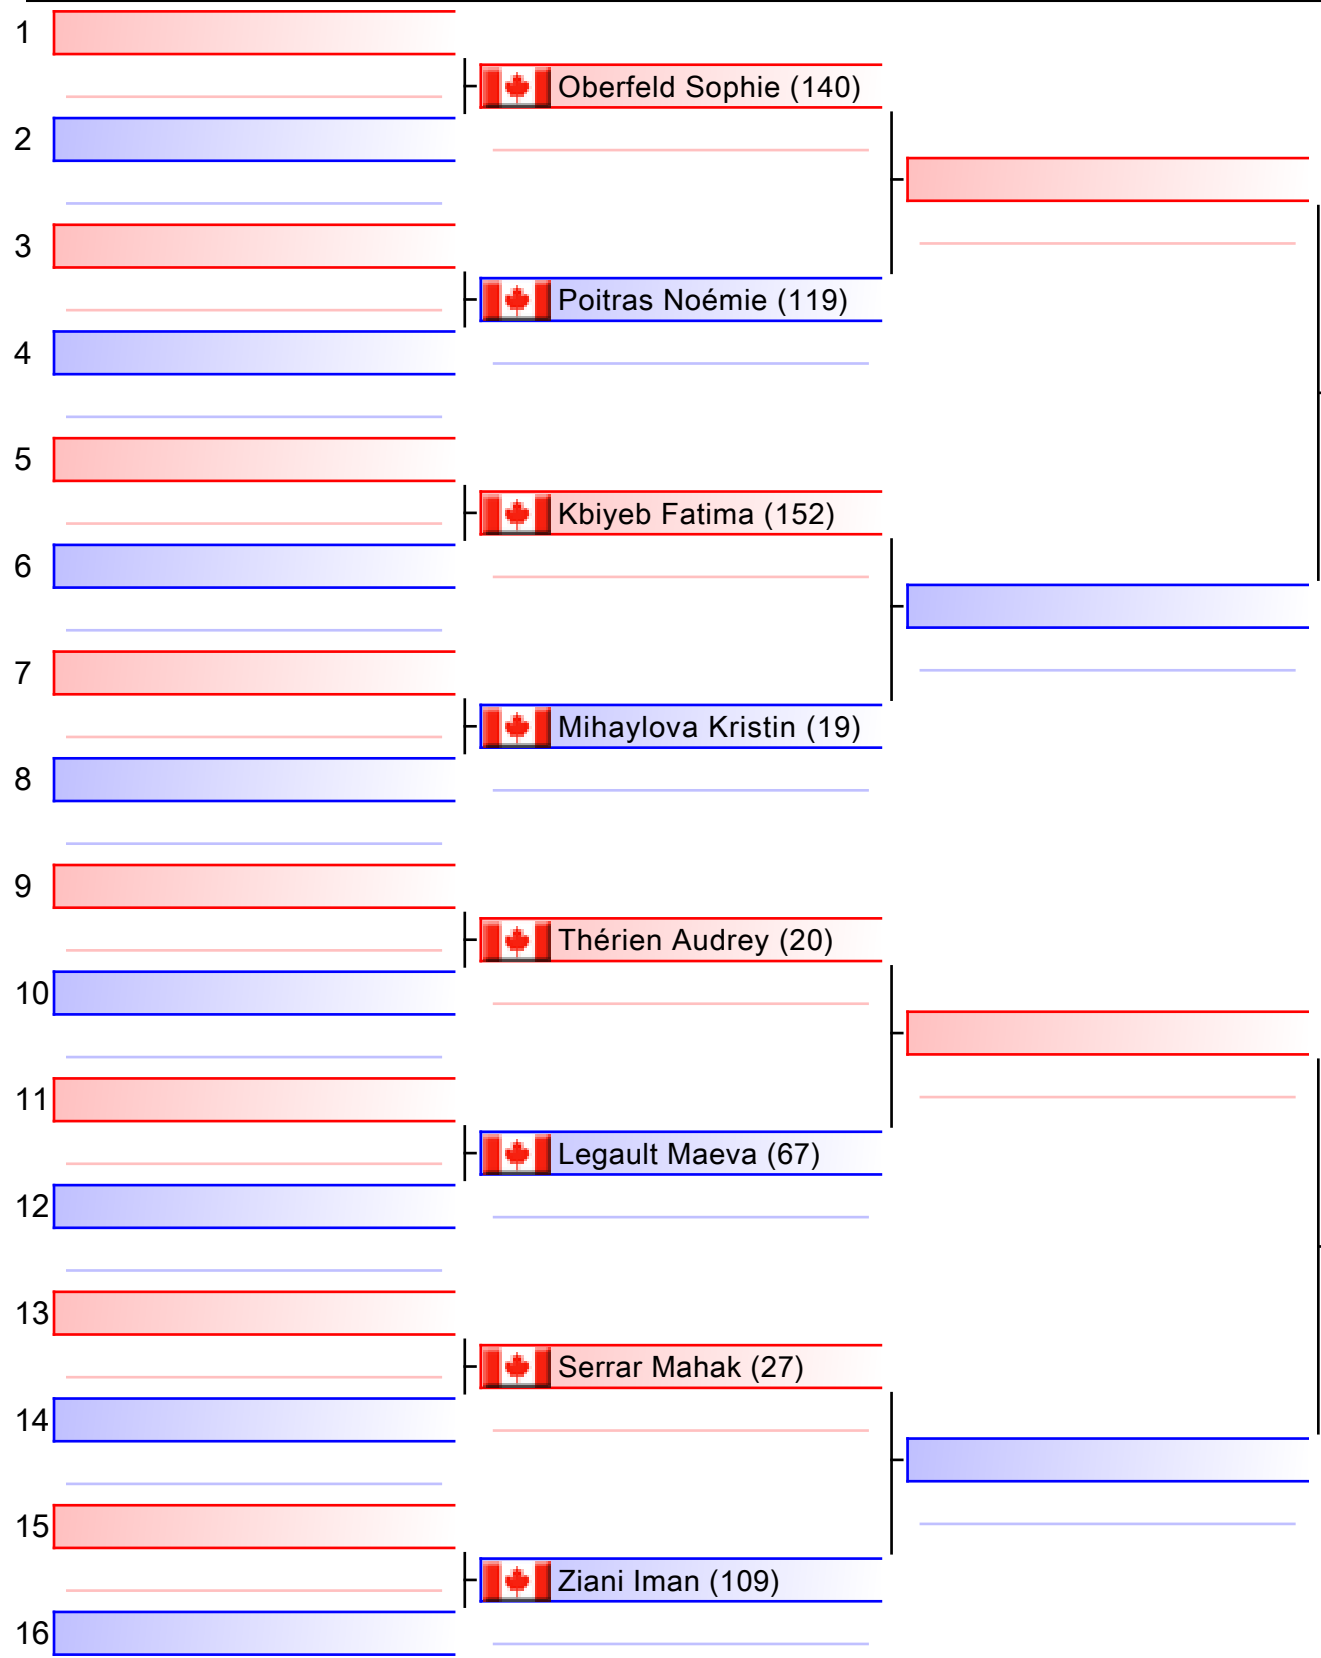 1
Oberfeld Sophie (140)
2
3
Poitras Noémie (119)
4
5
Kbiyeb Fatima (152)
6
7
Mihaylova Kristin (19)
8
9
Thérien Audrey (20)
10
11
Legault Maeva (67)
12
13
Serrar Mahak (27)
14
15
Ziani Iman (109)
16